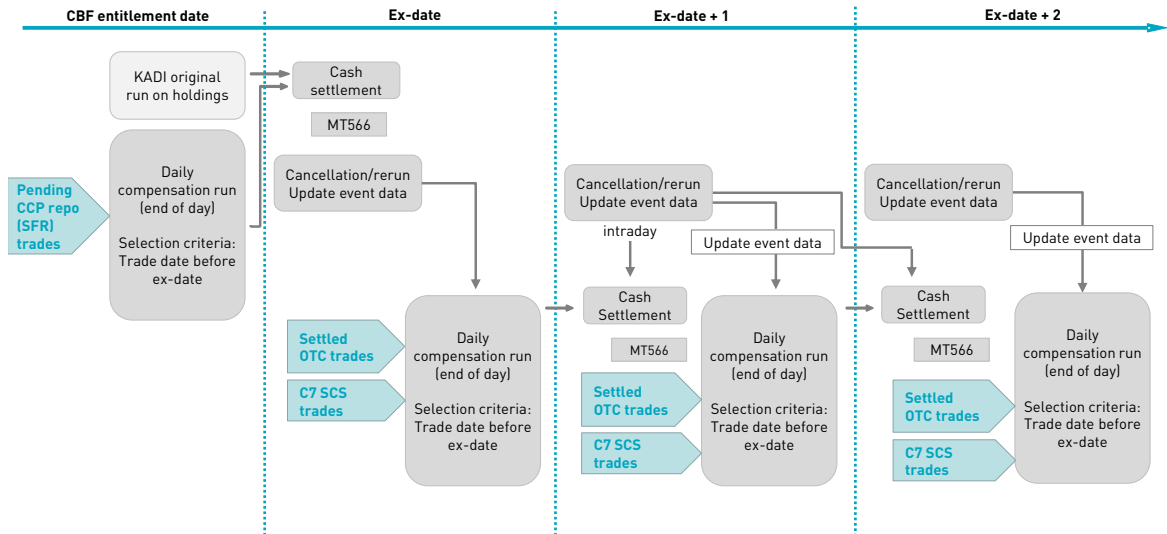 CBF entitlement date
Ex-date
Ex-date + 1
Ex-date + 2
KADI original
run on holdings
Cash
settlement
MT566
Pending
CCP repo
(SFR)
trades
Daily
compensation run
(end of day)
Selection criteria:
Trade date before
ex-date
Cancellation/rerun
Update event data
Settled
OTC trades
C7 SCS
trades
Daily
compensation run
(end of day)
Selection criteria:
Trade date before
ex-date
Cancellation/rerun
Update event data
intraday
Update event data
Cash
Settlement
MT566
Settled
OTC trades
C7 SCS
trades
Daily
compensation run
(end of day)
Selection criteria:
Trade date before
ex-date
Cancellation/rerun
Update event data
Update event data
Cash
Settlement
MT566
Settled
OTC trades
C7 SCS
trades
Daily
compensation run
(end of day)
Selection criteria:
Trade date before
ex-date